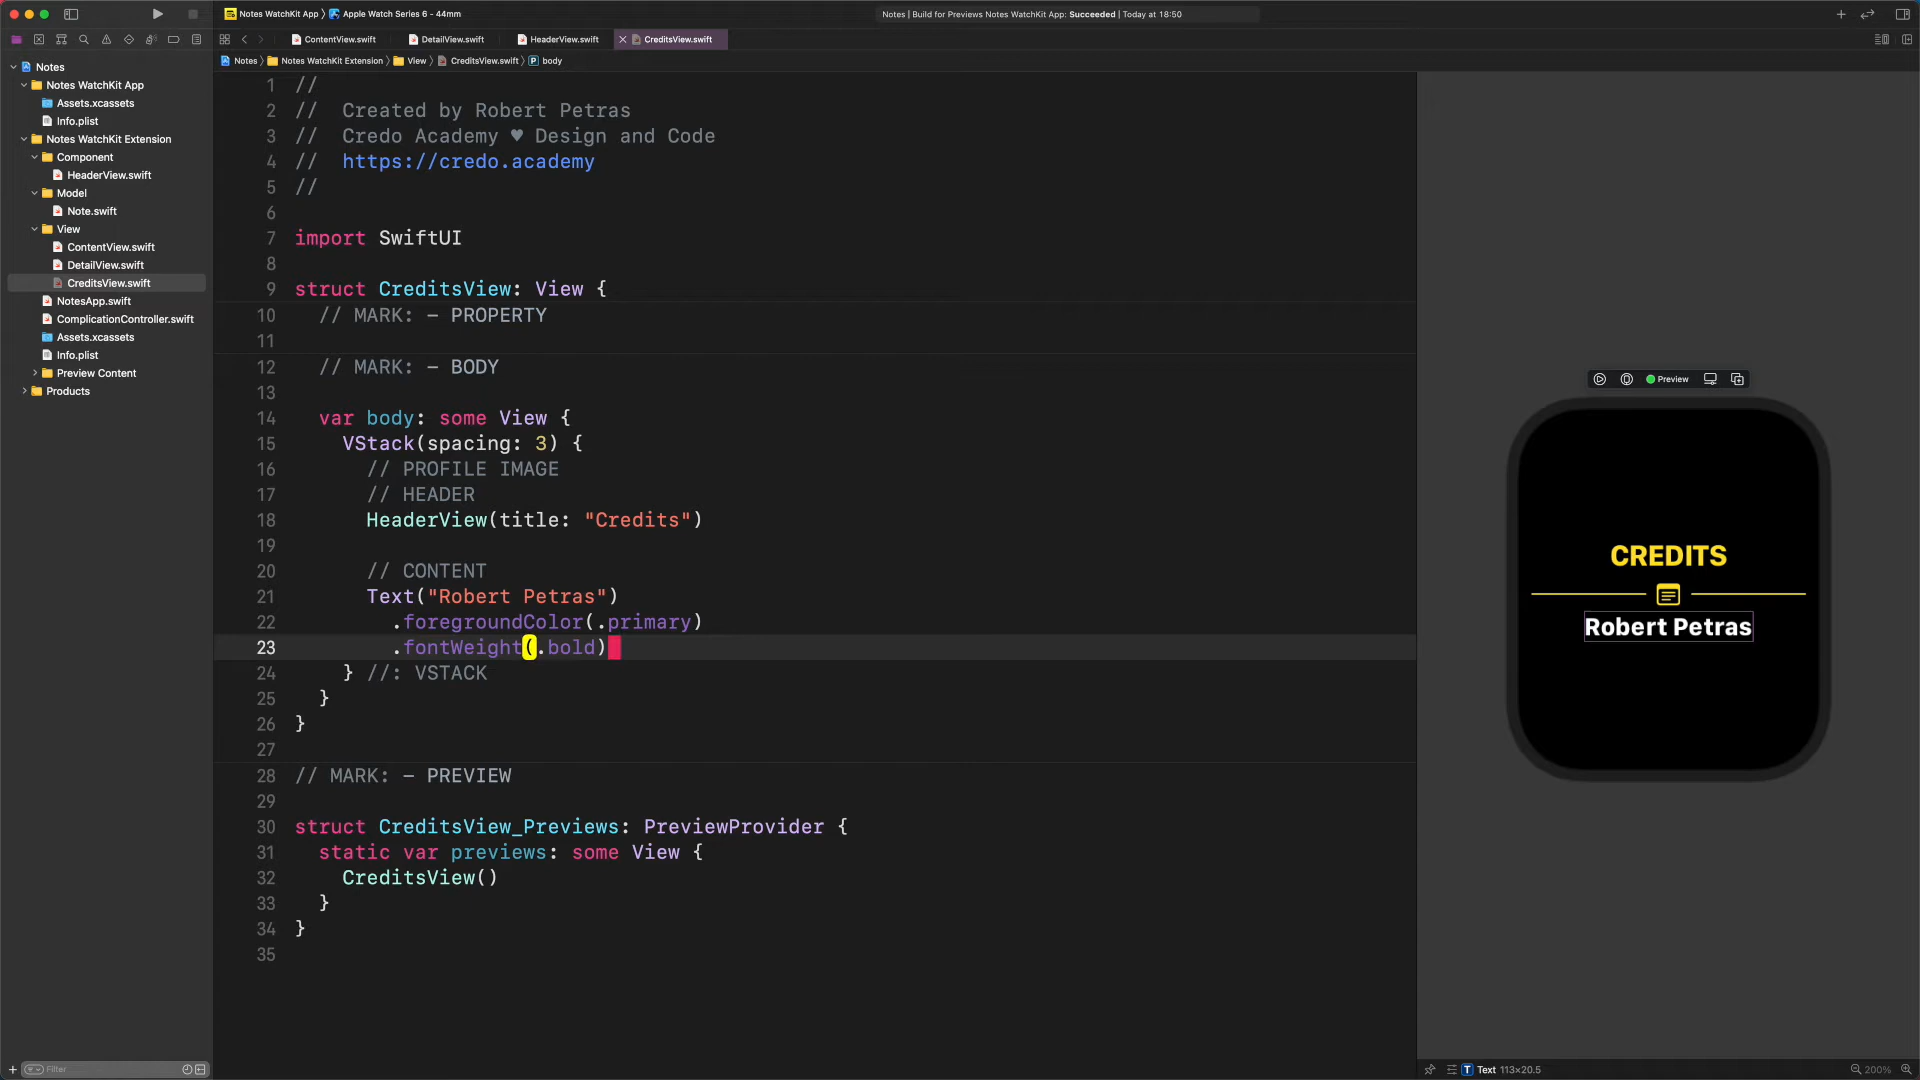 Notes WatchKit App 〉 Apple Watch Series 6 - 44mm
Notes | Build for Previews Notes WatchKit App: Succeeded | Today at 18:50
ContentView.swift
DetailView.swift
HeaderView.swift
CreditsView.swift
Notes 〉 Notes WatchKit Extension 〉 View 〉 CreditsView.swift 〉 P body
Notes
Notes WatchKit App
Assets.xcassets
Info.plist
Notes WatchKit Extension
Component
HeaderView.swift
Model
Note.swift
View
ContentView.swift
DetailView.swift
CreditsView.swift
NotesApp.swift
ComplicationController.swift
Assets.xcassets
Info.plist
Preview Content
Products
Filter
1 //
2 //  Created by Robert Petras
3 //  Credo Academy ♥ Design and Code
4 //  https://credo.academy
5 //
6
7 import SwiftUI
8
9 struct CreditsView: View {
10   // MARK: - PROPERTY
11
12   // MARK: - BODY
13
14   var body: some View {
15     VStack(spacing: 3) {
16       // PROFILE IMAGE
17       // HEADER
18       HeaderView(title: "Credits")
19
20       // CONTENT
21       Text("Robert Petras")
22         .foregroundColor(.primary)
23         .fontWeight(.bold)
24     } //: VSTACK
25   }
26 }
27
28 // MARK: - PREVIEW
29
30 struct CreditsView_Previews: PreviewProvider {
31   static var previews: some View {
32     CreditsView()
33   }
34 }
35
Preview
CREDITS
Robert Petras
T Text 113×20.5
200%